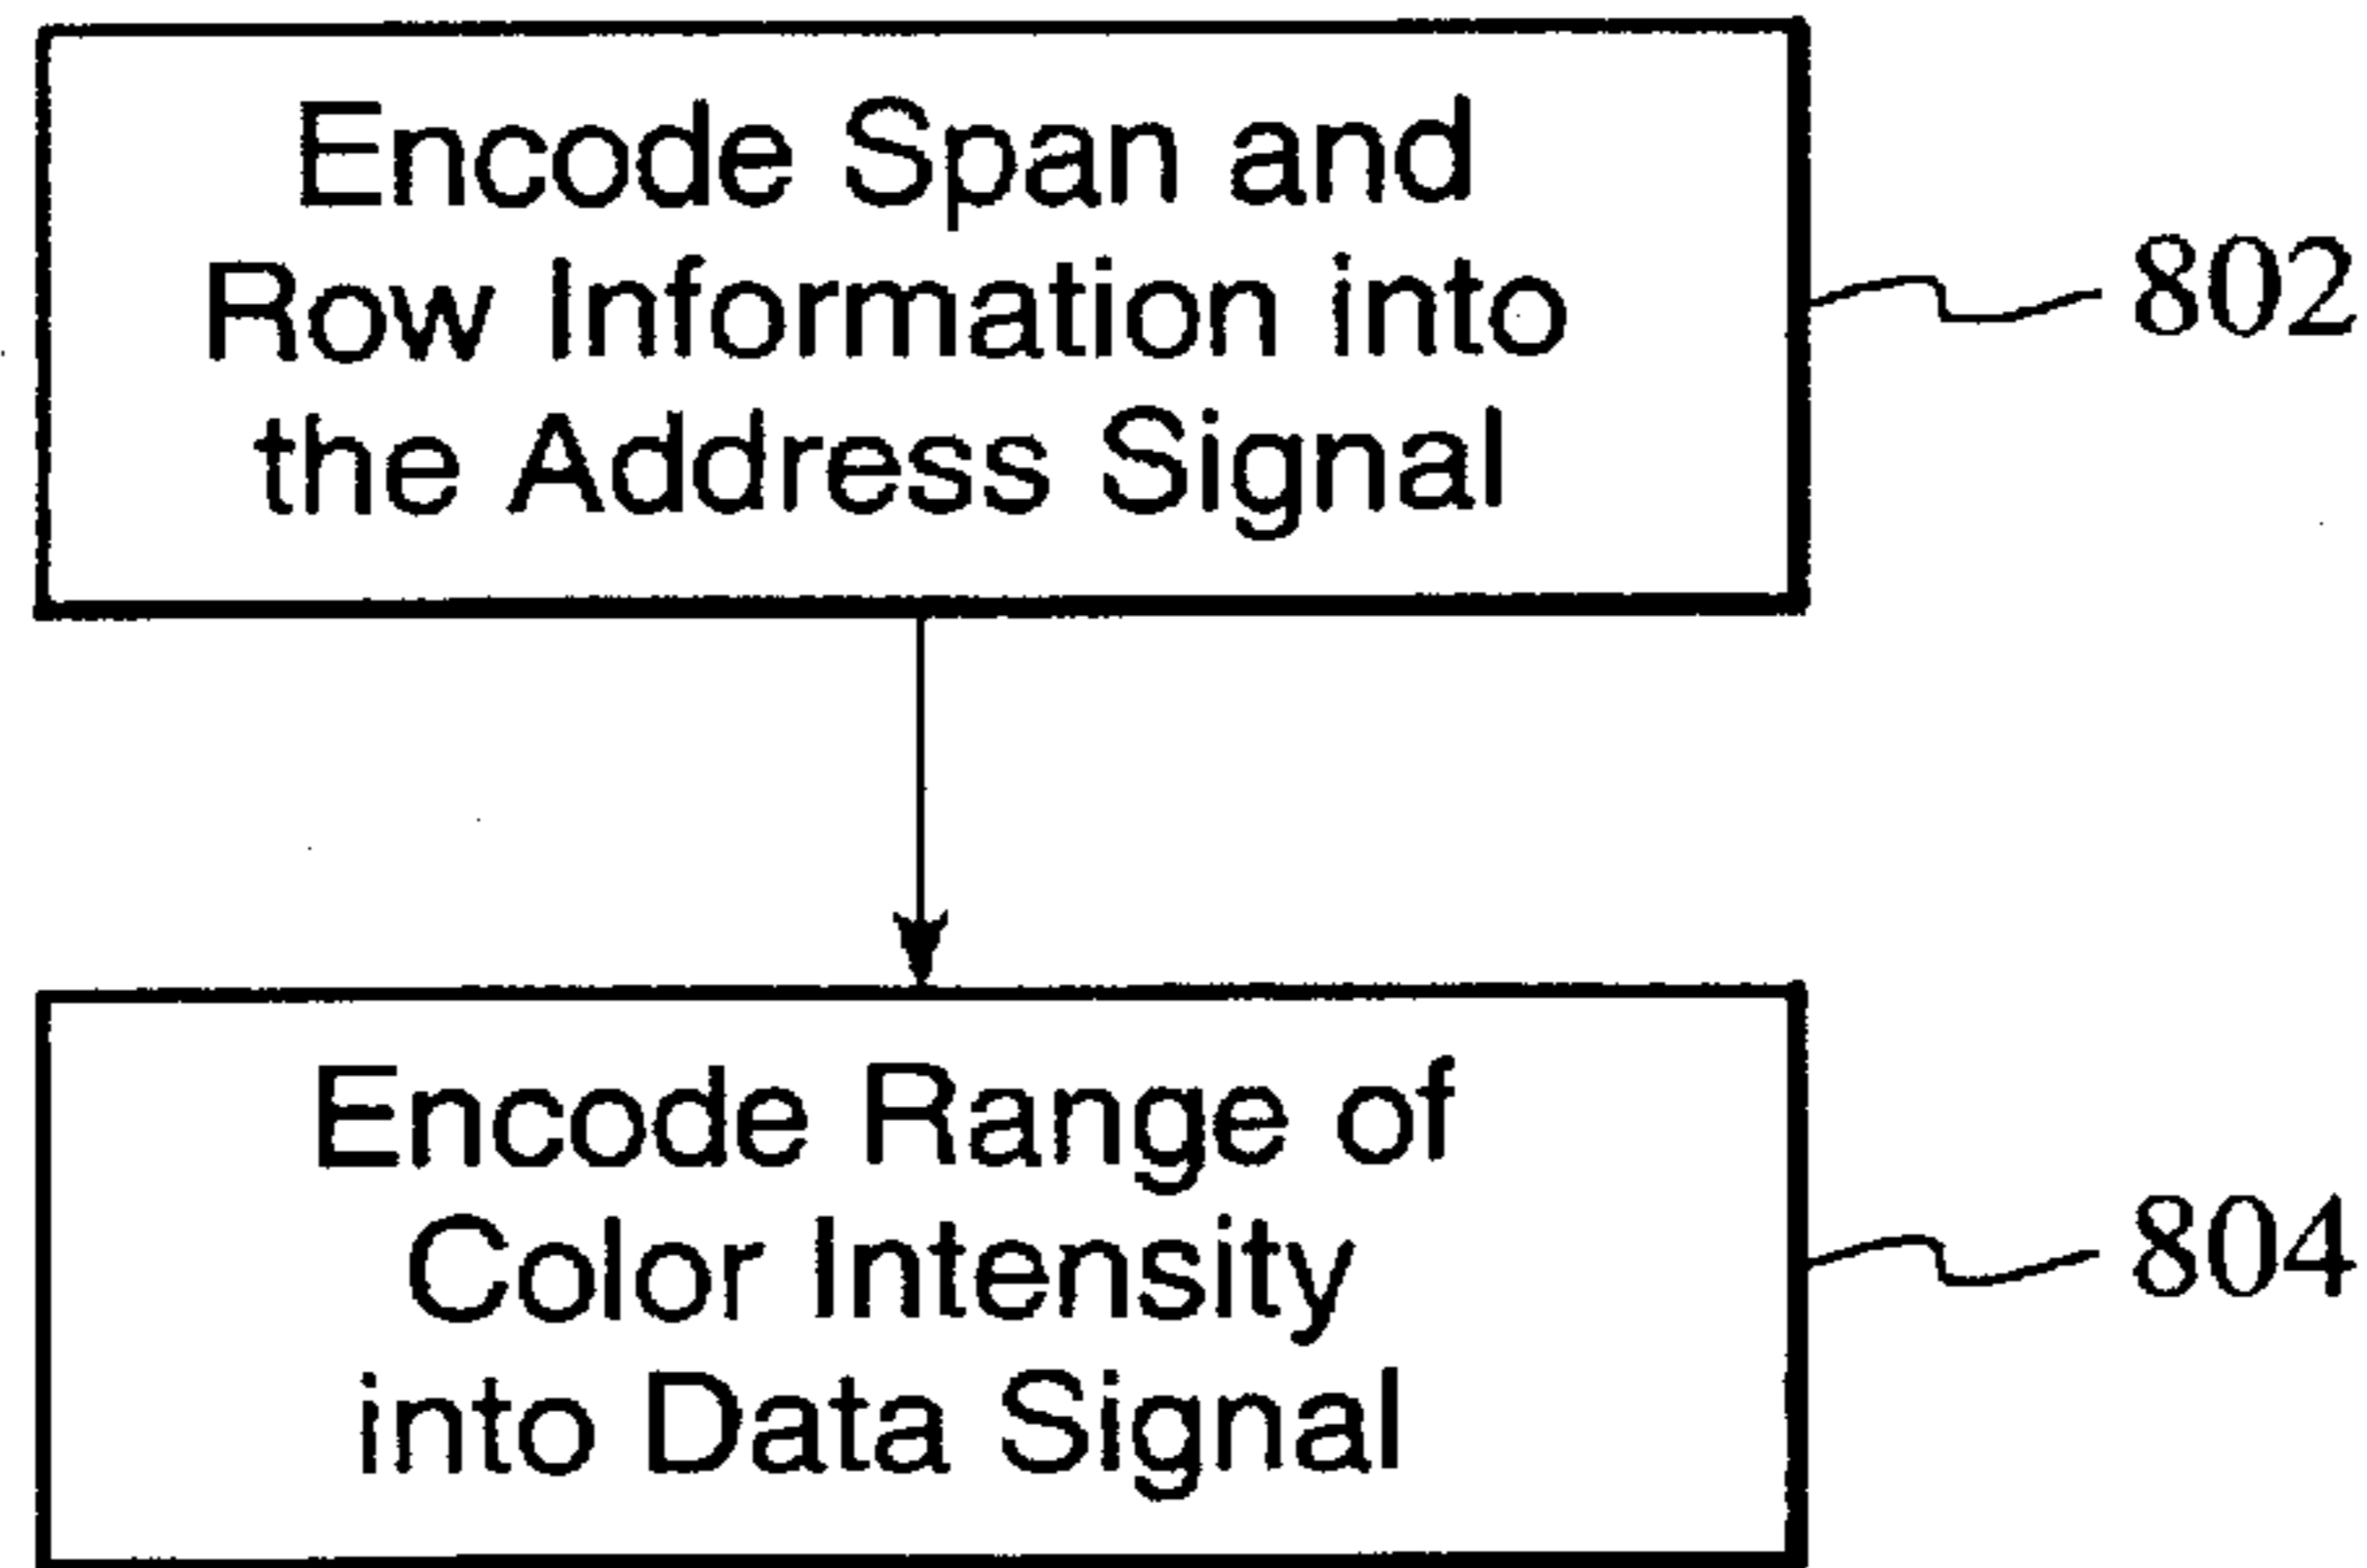 Encode Span and
Row Information into
the Address Signal
802
Encode Range of
Color Intensity
into Data Signal
804